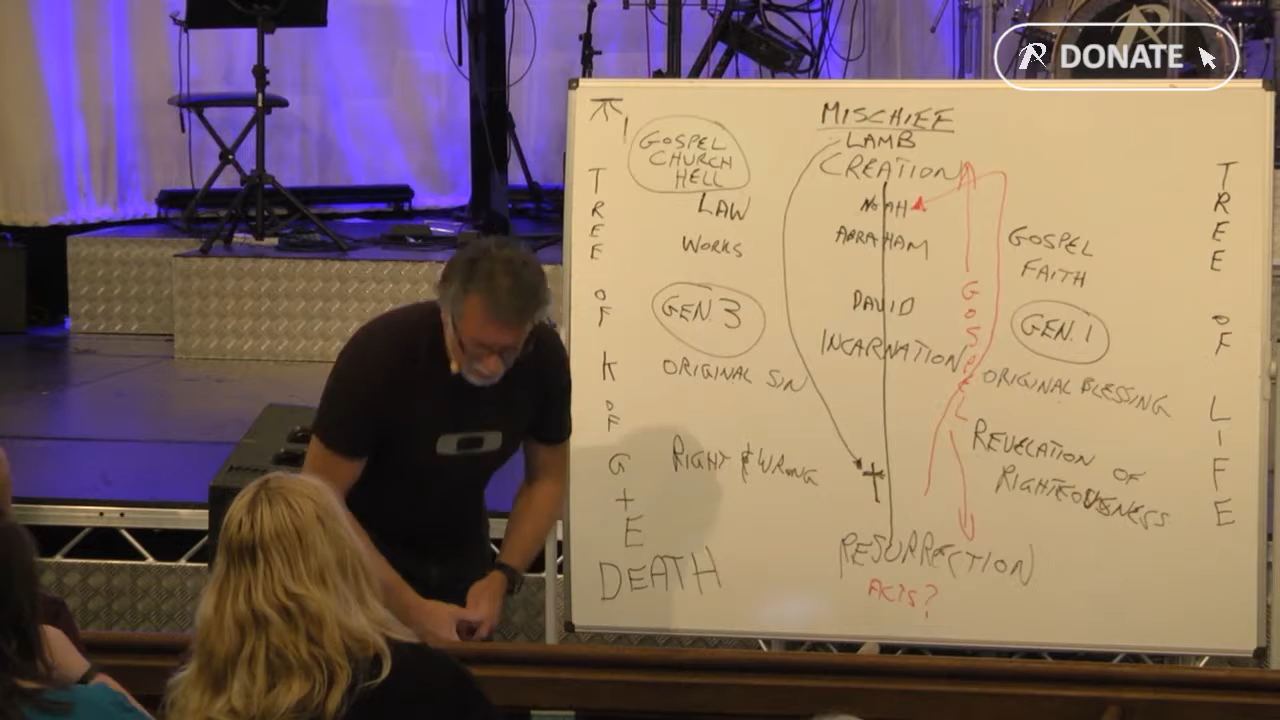 DONATE
MISCHIEF
LAMB
CREATION
NOAH
ABRAHAM
DAVID
INCARNATION
RESURRECTION
ACTS?
GOSPEL
TREE OF K OF G + E
DEATH
GOSPEL
CHURCH
HELL
LAW
WORKS
GEN. 3
ORIGINAL SIN
RIGHT & WRONG
GOSPEL
FAITH
GEN. 1
ORIGINAL BLESSING
REVELATION OF
RIGHTEOUSNESS
TREE OF LIFE